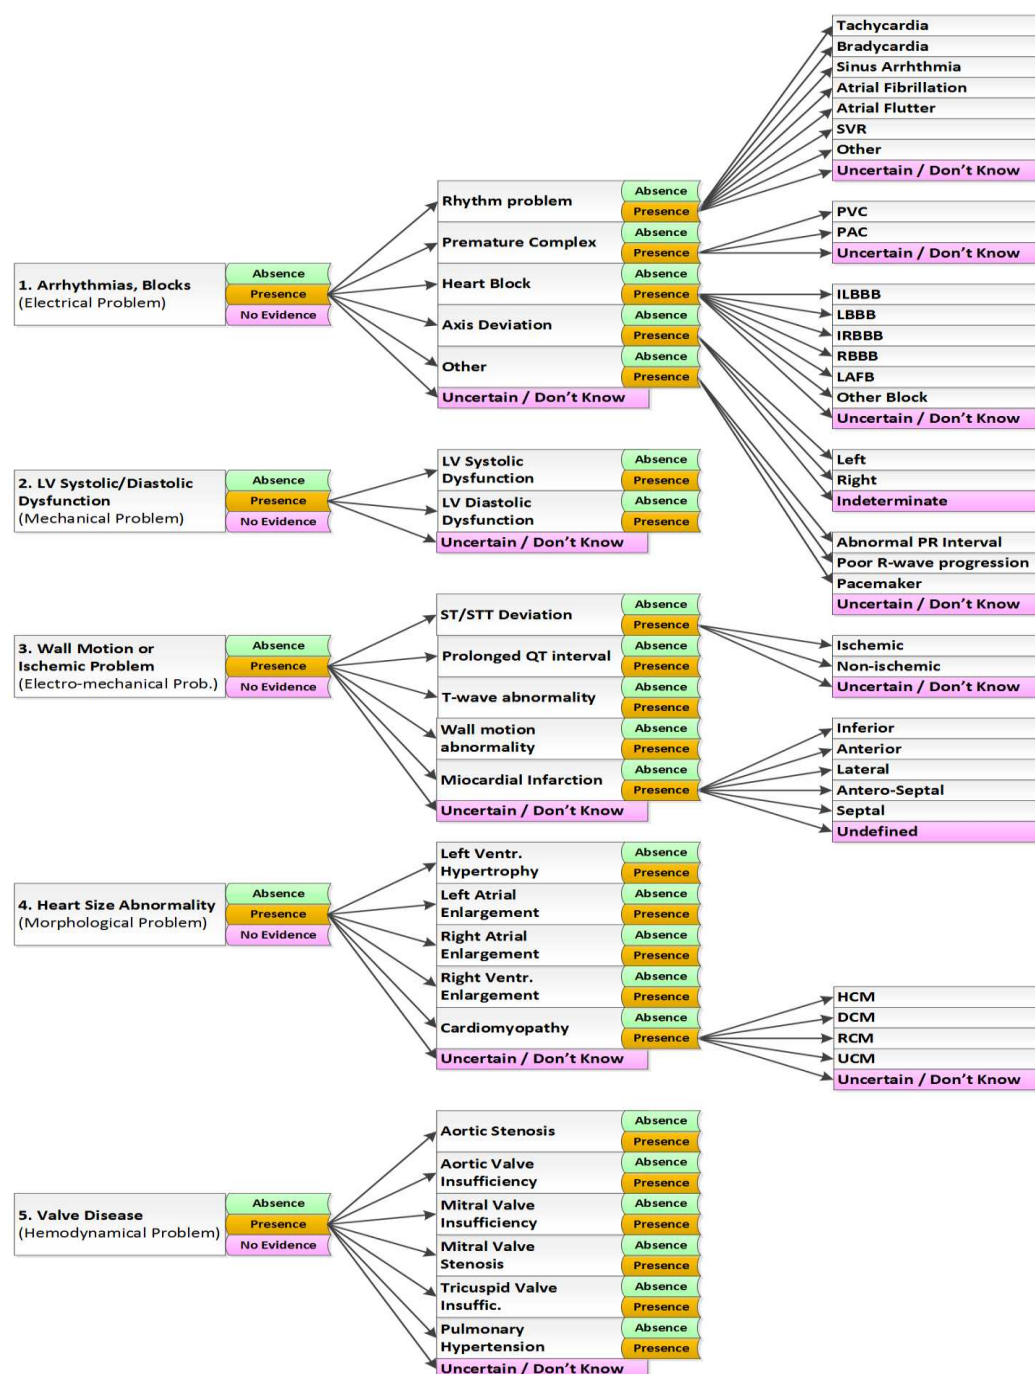 Tachycardia
Bradycardia
Sinus Arrhthmia
Atrial Fibrillation
Atrial Flutter
SVR
Other
Uncertain / Don't Know
Rhythm problem
Absence
Presence
Premature Complex
Absence
Presence
PVC
PAC
Uncertain / Don't Know
1. Arrhythmias, Blocks
(Electrical Problem)
Absence
Presence
No Evidence
Heart Block
Absence
Presence
Axis Deviation
Absence
Presence
Other
Absence
Presence
Uncertain / Don't Know
ILBBB
LBBB
IRBBB
RBBB
LAFB
Other Block
Uncertain / Don't Know
Left
Right
Indeterminate
Abnormal PR Interval
Poor R-wave progression
Pacemaker
Uncertain / Don't Know
2. LV Systolic/Diastolic
Dysfunction
(Mechanical Problem)
Absence
Presence
No Evidence
LV Systolic
Dysfunction
Absence
Presence
LV Diastolic
Dysfunction
Absence
Presence
Uncertain / Don't Know
3. Wall Motion or
Ischemic Problem
(Electro-mechanical Prob.)
Absence
Presence
No Evidence
ST/STT Deviation
Absence
Presence
Prolonged QT interval
Absence
Presence
T-wave abnormality
Absence
Presence
Wall motion
abnormality
Absence
Presence
Miocardial Infarction
Absence
Presence
Uncertain / Don't Know
Ischemic
Non-ischemic
Uncertain / Don't Know
Inferior
Anterior
Lateral
Antero-Septal
Septal
Undefined
4. Heart Size Abnormality
(Morphological Problem)
Absence
Presence
No Evidence
Left Ventr.
Hypertrophy
Absence
Presence
Left Atrial
Enlargement
Absence
Presence
Right Atrial
Enlargement
Absence
Presence
Right Ventr.
Enlargement
Absence
Presence
Cardiomyopathy
Absence
Presence
Uncertain / Don't Know
HCM
DCM
RCM
UCM
Uncertain / Don't Know
5. Valve Disease
(Hemodynamical Problem)
Absence
Presence
No Evidence
Aortic Stenosis
Absence
Presence
Aortic Valve
Insufficiency
Absence
Presence
Mitral Valve
Insufficiency
Absence
Presence
Mitral Valve
Stenosis
Absence
Presence
Tricuspid Valve
Insuffic.
Absence
Presence
Pulmonary
Hypertension
Absence
Presence
Uncertain / Don't Know